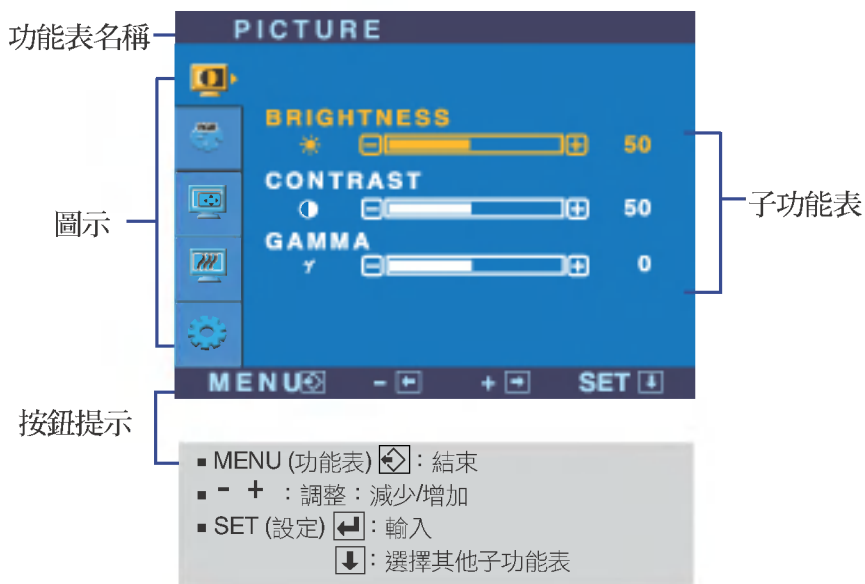 功能表名稱
PICTURE
BRIGHTNESS
50
CONTRAST
50
GAMMA
γ
0
圖示
子功能表
MENU - + SET
按鈕提示
▪ MENU (功能表) : 結束
▪ - + : 調整 : 減少/增加
▪ SET (設定) : 輸入
: 選擇其他子功能表